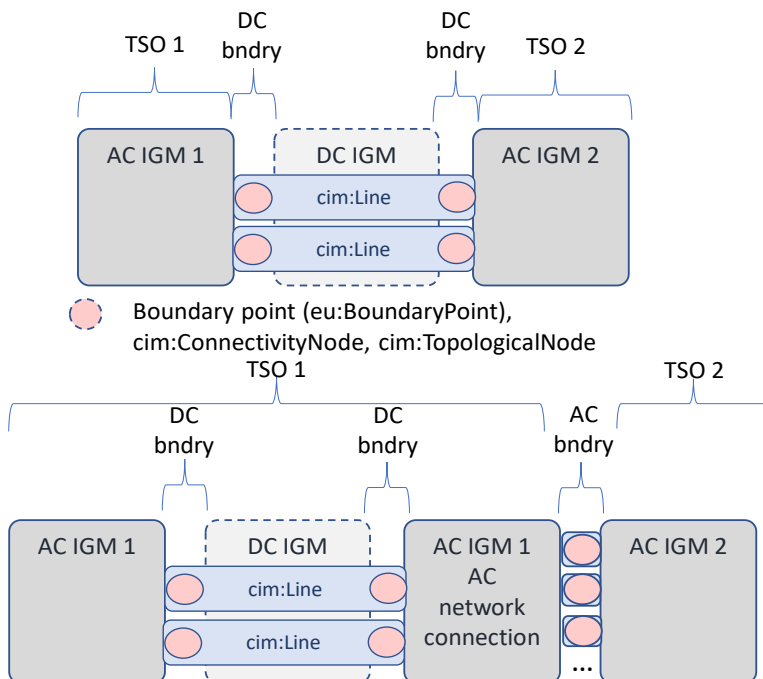 TSO 1
DC
bndry
DC
bndry
TSO 2
AC IGM 1
DC IGM
AC IGM 2
cim:Line
cim:Line
Boundary point (eu:BoundaryPoint),
cim:ConnectivityNode, cim:TopologicalNode
TSO 1
TSO 2
DC
bndry
DC
bndry
AC
bndry
AC IGM 1
DC IGM
AC IGM 1
AC
network
connection
AC IGM 2
cim:Line
cim:Line
...